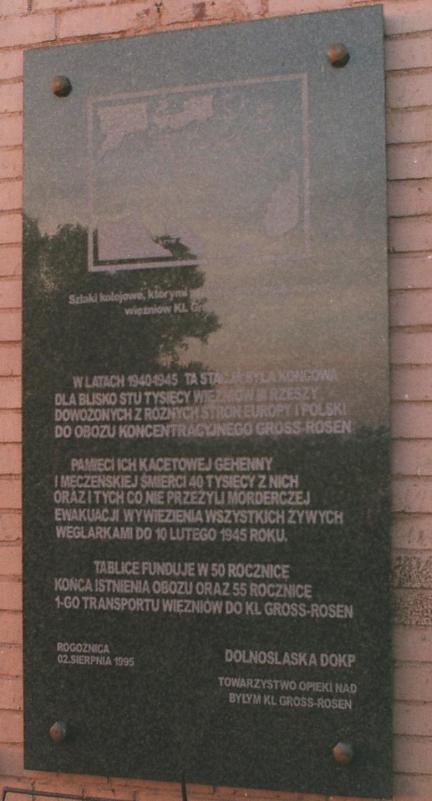 Szlaki kolejowe, którymi
więźniów KL
W LATACH 1940-1945 TA STACJA BYŁA KOŃCOWA
DLA BLISKO STU TYSIĘCY WIĘŹNIÓW III RZESZY
DOWOŻONYCH Z RÓŻNYCH STRON EUROPY I POLSKI
DO OBOZU KONCENTRACYJNEGO GROSS-ROSEN
PAMIĘCI ICH KACETOWEJ GEHENNY
I MĘCZEŃSKIEJ ŚMIERCI 40 TYSIĘCY Z NICH
ORAZ I TYCH CO NIE PRZEŻYLI MORDERCZEJ
EWAKUACJI WYWIEZIENIA WSZYSTKICH ŻYWYCH
WĘGLARKAMI DO 10 LUTEGO 1945 ROKU.
TABLICE FUNDUJE W 50 ROCZNICĘ
KOŃCA ISTNIENIA OBOZU ORAZ 55 ROCZNICĘ
1-GO TRANSPORTU WIĘŹNIÓW DO KL GROSS-ROSEN
ROGOŹNICA
02.SIERPNIA 1995
DOLNOŚLĄSKA DOKP
TOWARZYSTWO OPIEKI NAD
BYŁYM KL GROSS-ROSEN